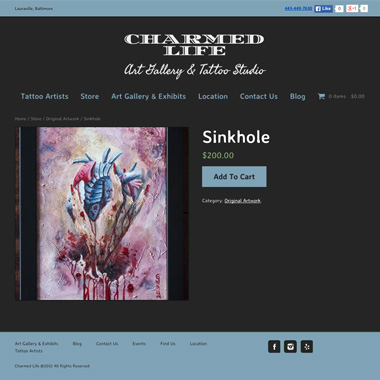 Lauraville, Baltimore
443-449-7650 Like 0 +1 0
CHARMED
LIFE
Art Gallery & Tattoo Studio
Tattoo Artists Store Art Gallery & Exhibits Location Contact Us Blog 0 items $0.00
Home / Store / Original Artwork / Sinkhole
Sinkhole
$200.00
Add To Cart
Category: Original Artwork.
Art Gallery & Exhibits Blog Contact Us Events Find Us Location
Tattoo Artists
Charmed Life ©2015 All Rights Reserved